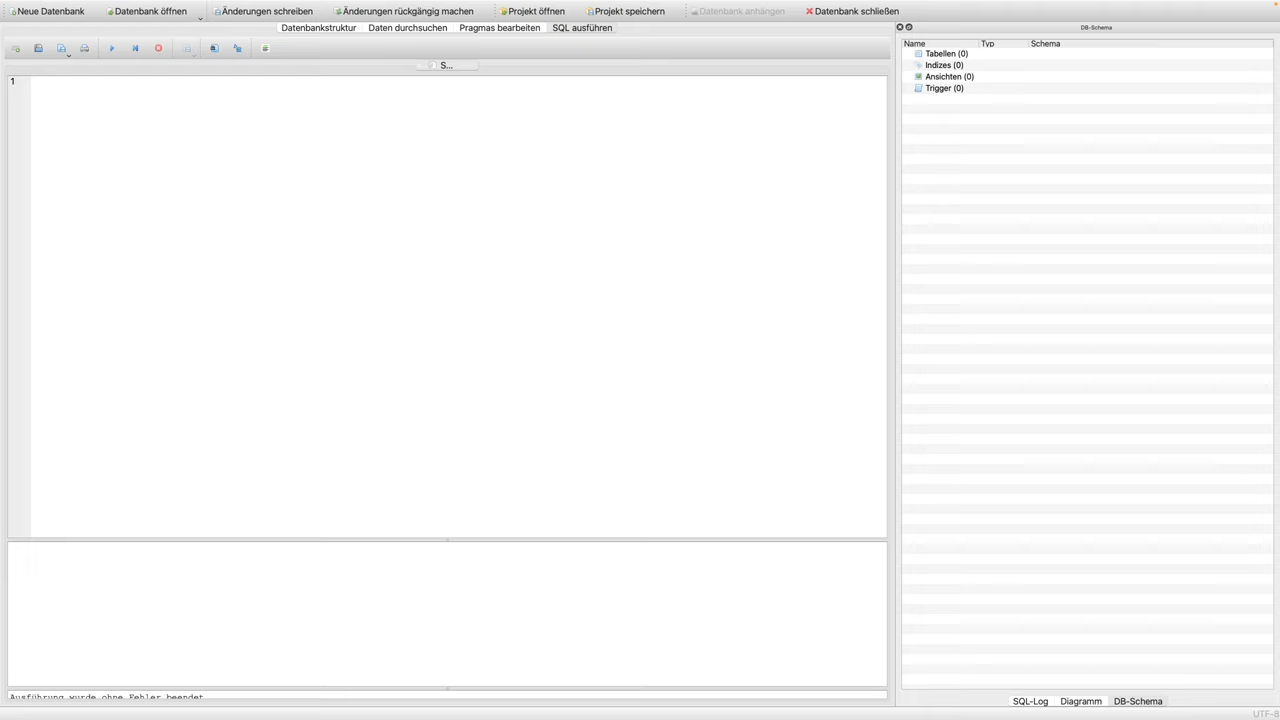 Neue Datenbank Datenbank öffnen Änderungen schreiben Änderungen rückgängig machen Projekt öffnen Projekt speichern Datenbank anhängen Datenbank schließen
Datenbankstruktur Daten durchsuchen Pragmas bearbeiten SQL ausführen
DB-Schema
S...
1
Name Typ Schema
Tabellen (0)
Indizes (0)
Ansichten (0)
Trigger (0)
Ausführung wurde ohne Fehler beendet
SQL-Log Diagramm DB-Schema
UTF-8